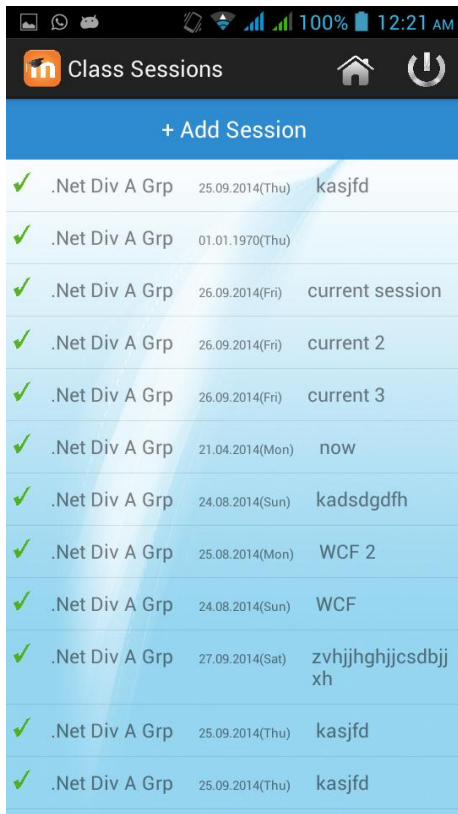 100% 12:21 AM
m Class Sessions
+ Add Session
.Net Div A Grp 25.09.2014(Thu) kasjfd
.Net Div A Grp 01.01.1970(Thu)
.Net Div A Grp 26.09.2014(Fri) current session
.Net Div A Grp 26.09.2014(Fri) current 2
.Net Div A Grp 26.09.2014(Fri) current 3
.Net Div A Grp 21.04.2014(Mon) now
.Net Div A Grp 24.08.2014(Sun) kadsdgdfh
.Net Div A Grp 25.08.2014(Mon) WCF 2
.Net Div A Grp 24.08.2014(Sun) WCF
.Net Div A Grp 27.09.2014(Sat) zvhjjhghjjcsdbjj
xh
.Net Div A Grp 25.09.2014(Thu) kasjfd
.Net Div A Grp 25.09.2014(Thu) kasjfd